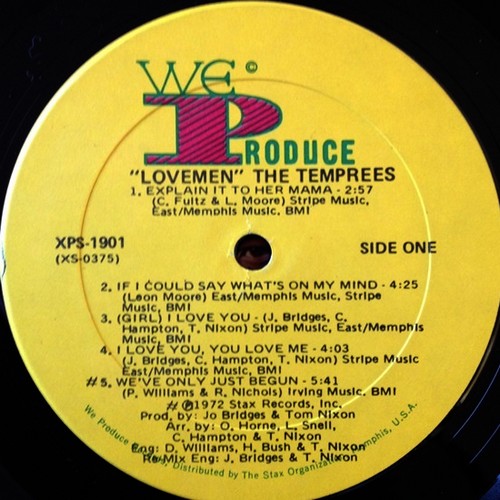 WE ©
PRODUCE
"LOVEMEN" THE TEMPREES
1. EXPLAIN IT TO HER MAMA - 2:57
(C. Fultz & L. Moore) Stripe Music,
East/Memphis Music, BMI
XPS-1901
SIDE ONE
(XS-0375)
2. IF I COULD SAY WHAT'S ON MY MIND - 4:25
(Leon Moore) East/Memphis Music, Stripe
Music, BMI
3. (GIRL) I LOVE YOU - (J. Bridges, C.
Hampton, T. Nixon) Stripe Music, East/Memphis
Music, BMI
4. I LOVE YOU, YOU LOVE ME - 4:03
(J. Bridges, C. Hampton, T. Nixon) Stripe Music
East/Memphis Music, BMI
#5. WE'VE ONLY JUST BEGUN - 5:41
(P. Williams & R. Nichols) Irving Music, BMI
# ℗1972 Stax Records, Inc.
Prod, by: Jo Bridges & Tom Nixon
Arr, by: O. Horne, L. Snell,
C. Hampton & T. Nixon
Eng: D. Williams, H. Bush & T. Nixon
Re-Mix Eng: J. Bridges & T. Nixon
We Produce Distributed by The Stax Organization, Memphis, U.S.A.